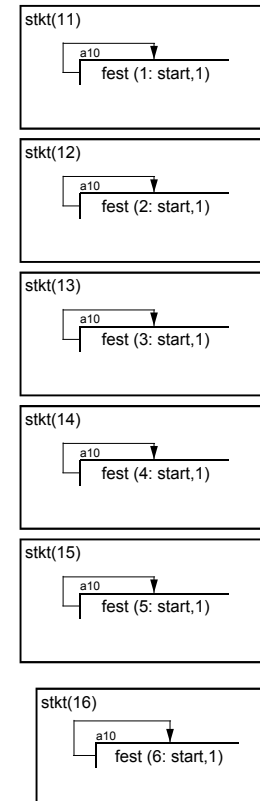 stkt(11)
a10
fest (1: start,1)
stkt(12)
a10
fest (2: start,1)
stkt(13)
a10
fest (3: start,1)
stkt(14)
a10
fest (4: start,1)
stkt(15)
a10
fest (5: start,1)
stkt(16)
a10
fest (6: start,1)